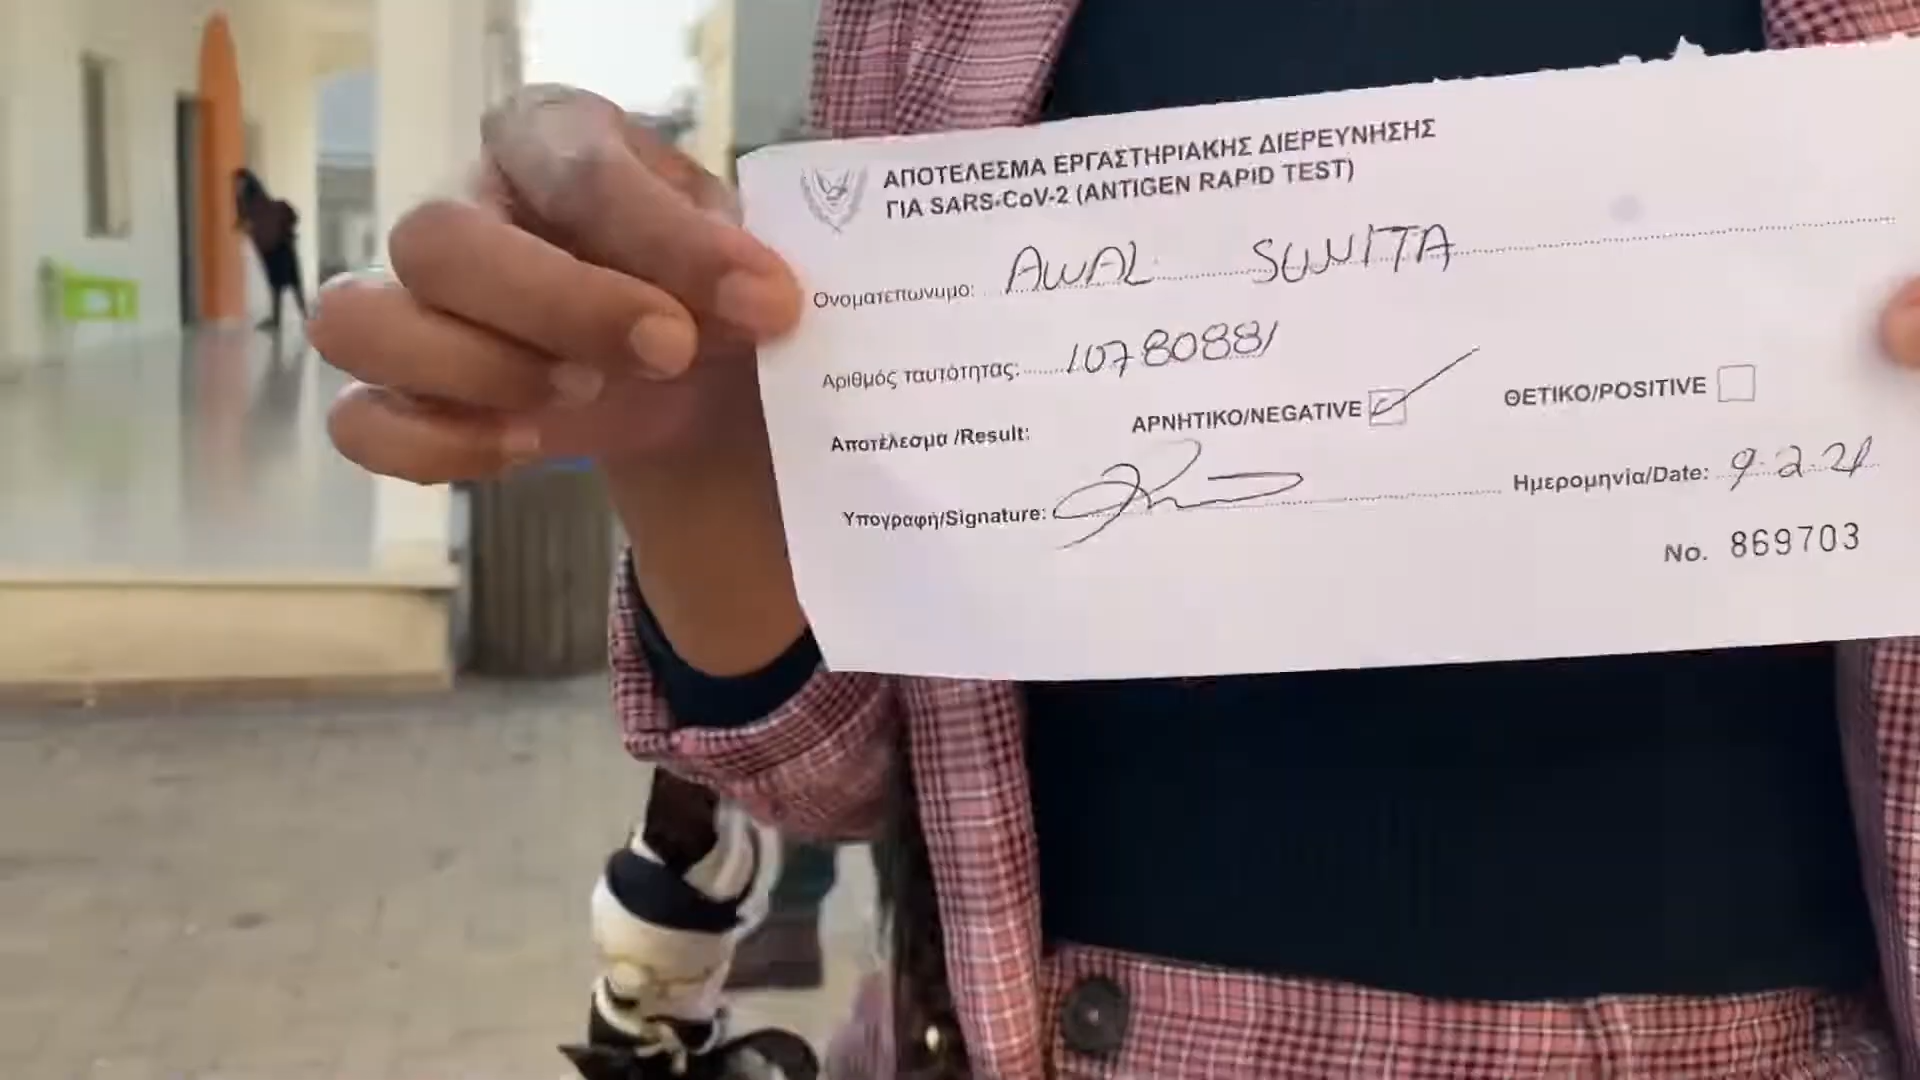 ΑΠΟΤΕΛΕΣΜΑ ΕΡΓΑΣΤΗΡΙΑΚΗΣ ΔΙΕΡΕΥΝΗΣΗΣ
ΓΙΑ SARS-CoV-2 (ANTIGEN RAPID TEST)
Ονοματεπώνυμο: AWAL SUNITA
Αριθμός ταυτότητας: 10780881
Αποτέλεσμα /Result: ΑΡΝΗΤΙΚΟ/NEGATIVE ΘΕΤΙΚΟ/POSITIVE
Υπογραφή/Signature: Ημερομηνία/Date: 9.2.21
No. 869703